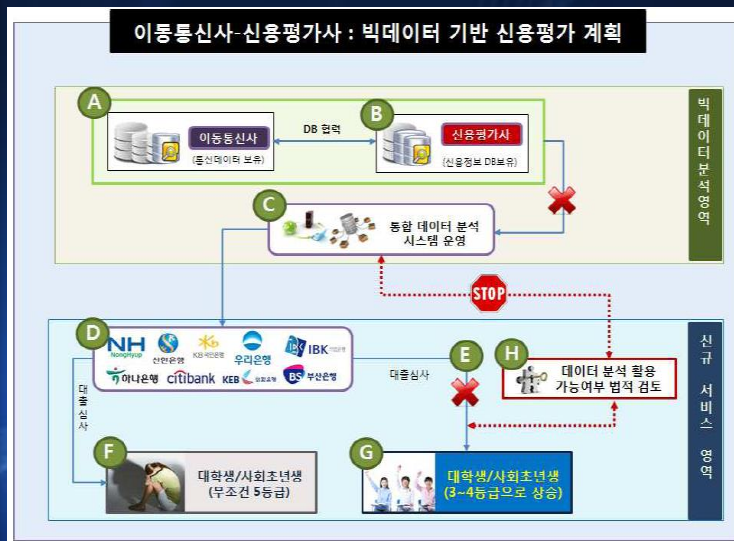 이동통신사-신용평가사 : 빅데이터 기반 신용평가 계획
A
이동통신사
(통신데이터 보유)
DB 협력
B
신용평가사
(신용정보 DB보유)
빅데이터분석영역
C
통합 데이터 분석
시스템 운영
STOP
D
NH
NongHyup
신한은행
KB국민은행
우리은행
IBK
하나은행
citibank
KEB 외환은행
BS 부산은행
대출심사
대출심사
E
H
데이터 분석 활용
가능여부 법적 검토
신규 서비스 영역
F
대학생/사회초년생
(무조건 5등급)
G
대학생/사회초년생
(3~4등급으로 상승)